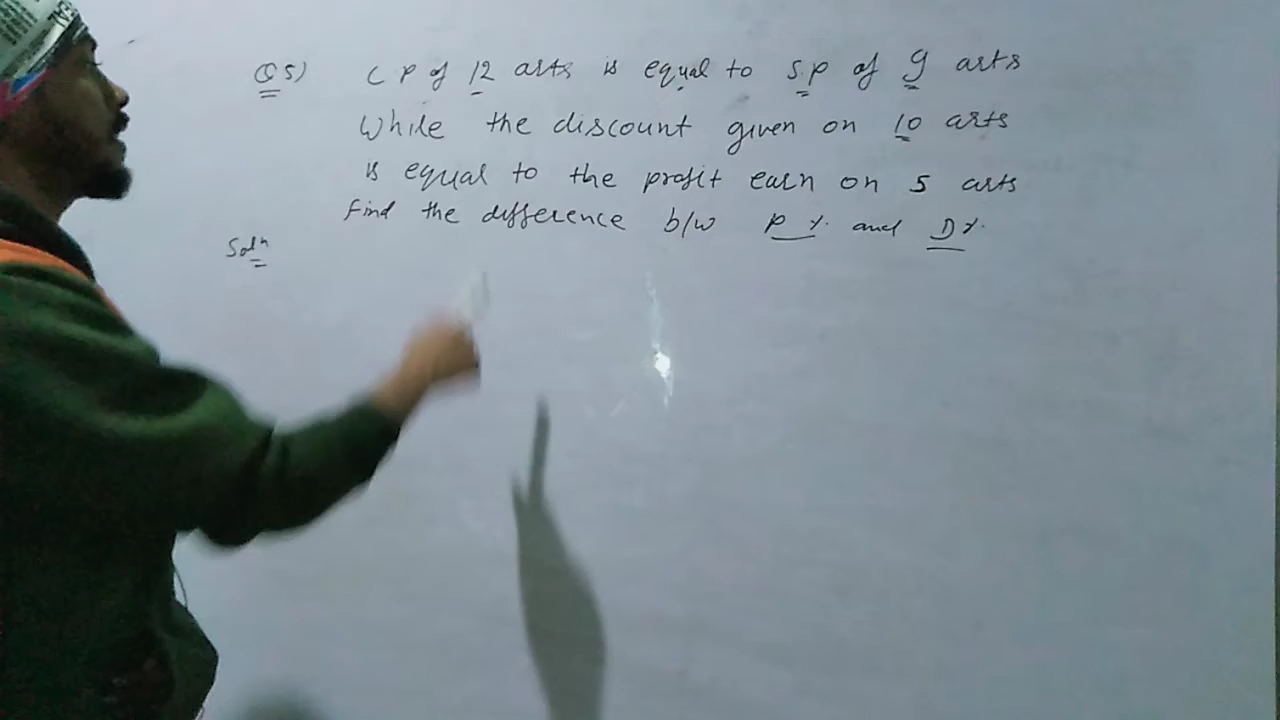 Q5) C P of 12 arts is equal to S.P of 9 arts
While the discount given on 10 arts
is equal to the profit earn on 5 arts
Find the difference b/w P % and D%.
Solⁿ